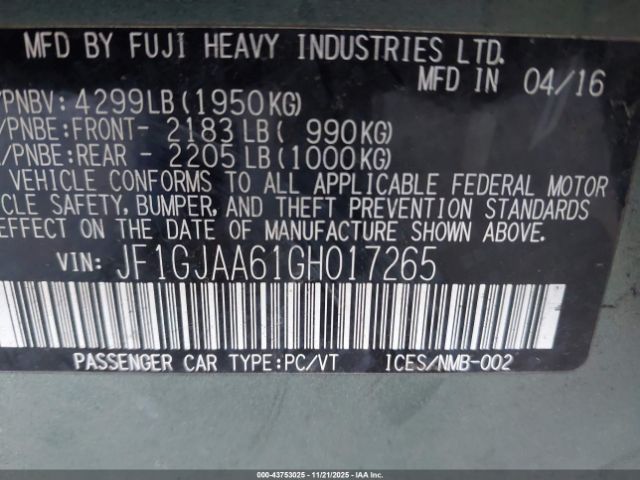 MFD BY FUJI HEAVY INDUSTRIES LTD.
MFD IN 04/16
/PNBV: 4299LB(1950KG)
/PNBE:FRONT- 2183LB( 990KG)
/PNBE:REAR - 2205LB(1000KG)
VEHICLE CONFORMS TO ALL APPLICABLE FEDERAL MOTOR
CLE SAFETY, BUMPER, AND THEFT PREVENTION STANDARDS
EFFECT ON THE DATE OF MANUFACTURE SHOWN ABOVE.
VIN: JF1GJAA61GH017265
PASSENGER CAR TYPE:PC/VT ICES/NMB-002
000-43753025 - 11/21/2025 - IAAI.COM